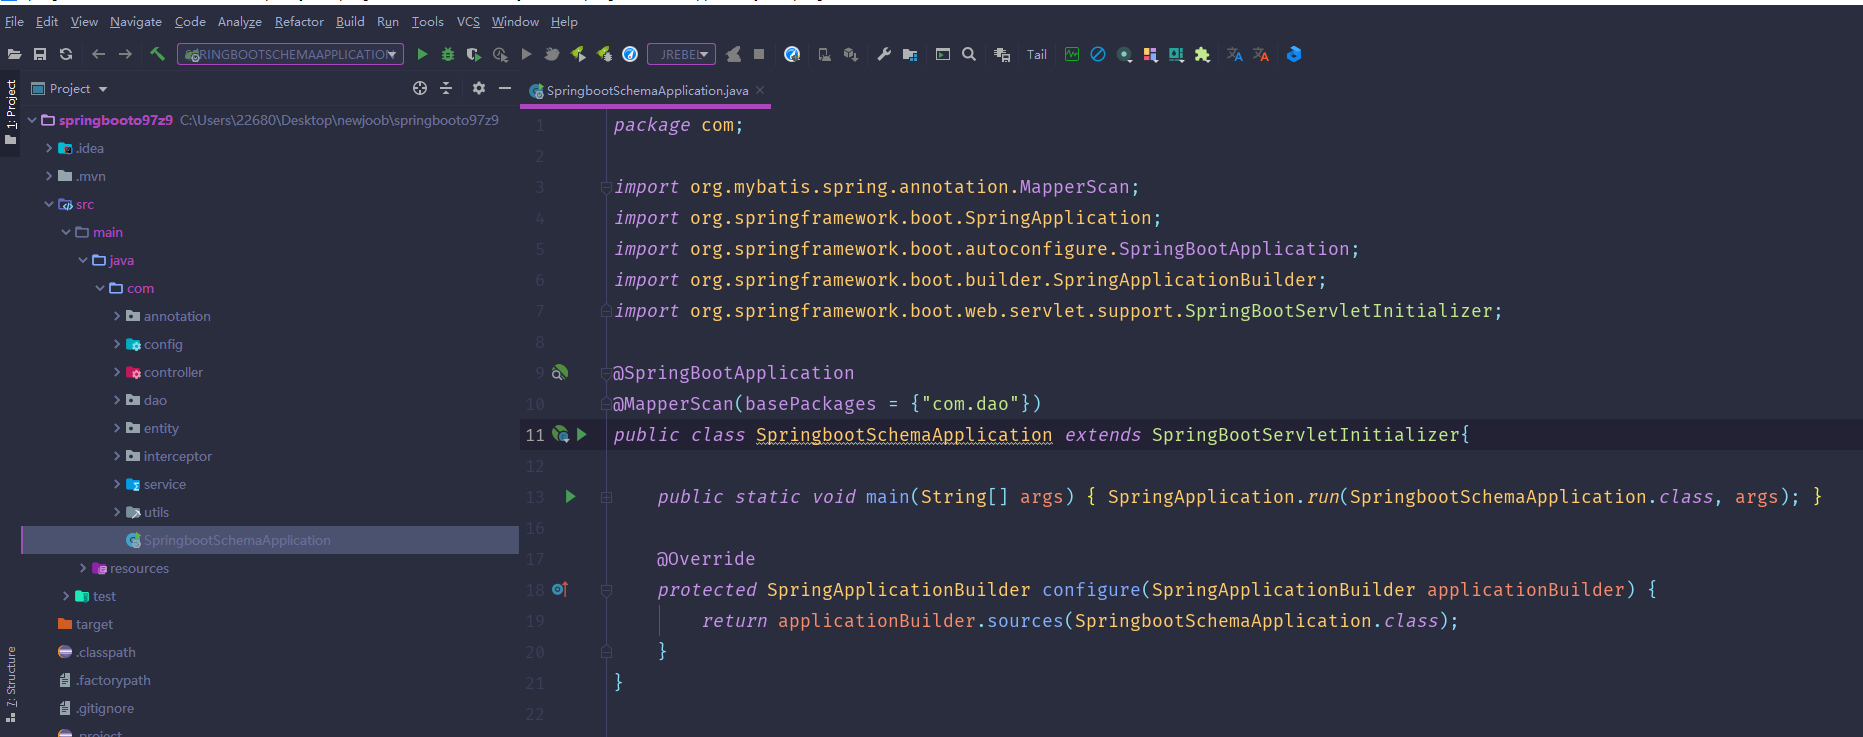 File Edit View Navigate Code Analyze Refactor Build Run Tools VCS Window Help
SPRINGBOOTSCHEMAAPPLICATION JREBEL Tail
1: Project
Project
springbooto97z9 C:\Users\22680\Desktop\newjoob\springbooto97z9
.idea
.mvn
src
main
java
com
annotation
config
controller
dao
entity
interceptor
service
utils
SpringbootSchemaApplication
resources
test
target
.classpath
.factorypath
.gitignore
.project
7: Structure
SpringbootSchemaApplication.java
1 package com;
2
3 import org.mybatis.spring.annotation.MapperScan;
4 import org.springframework.boot.SpringApplication;
5 import org.springframework.boot.autoconfigure.SpringBootApplication;
6 import org.springframework.boot.builder.SpringApplicationBuilder;
7 import org.springframework.boot.web.servlet.support.SpringBootServletInitializer;
8
9 @SpringBootApplication
10 @MapperScan(basePackages = {"com.dao"})
11 public class SpringbootSchemaApplication extends SpringBootServletInitializer{
12
13 public static void main(String[] args) { SpringApplication.run(SpringbootSchemaApplication.class, args); }
16
17 @Override
18 protected SpringApplicationBuilder configure(SpringApplicationBuilder applicationBuilder) {
19 return applicationBuilder.sources(SpringbootSchemaApplication.class);
20 }
21 }
22